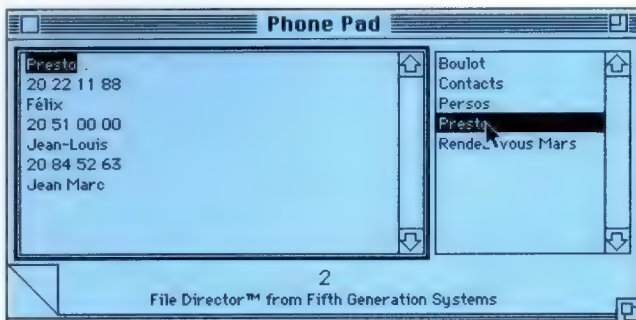 Phone Pad
Presto .
20 22 11 88
Félix
20 51 00 00
Jean-Louis
20 84 52 63
Jean Marc
Boulot
Contacts
Persos
Presto
Rendez vous Mars
2
File Director™ from Fifth Generation Systems